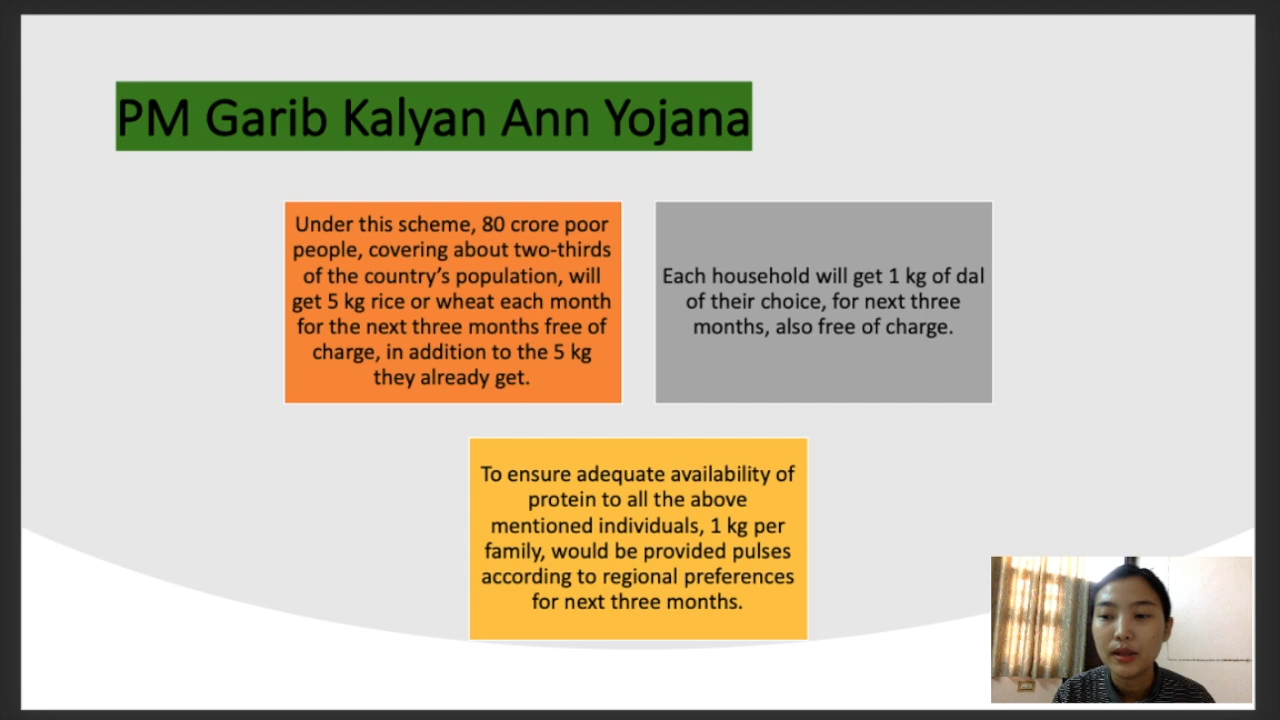 PM Garib Kalyan Ann Yojana
Under this scheme, 80 crore poor
people, covering about two-thirds
of the country’s population, will
get 5 kg rice or wheat each month
for the next three months free of
charge, in addition to the 5 kg
they already get.
Each household will get 1 kg of dal
of their choice, for next three
months, also free of charge.
To ensure adequate availability of
protein to all the above
mentioned individuals, 1 kg per
family, would be provided pulses
according to regional preferences
for next three months.